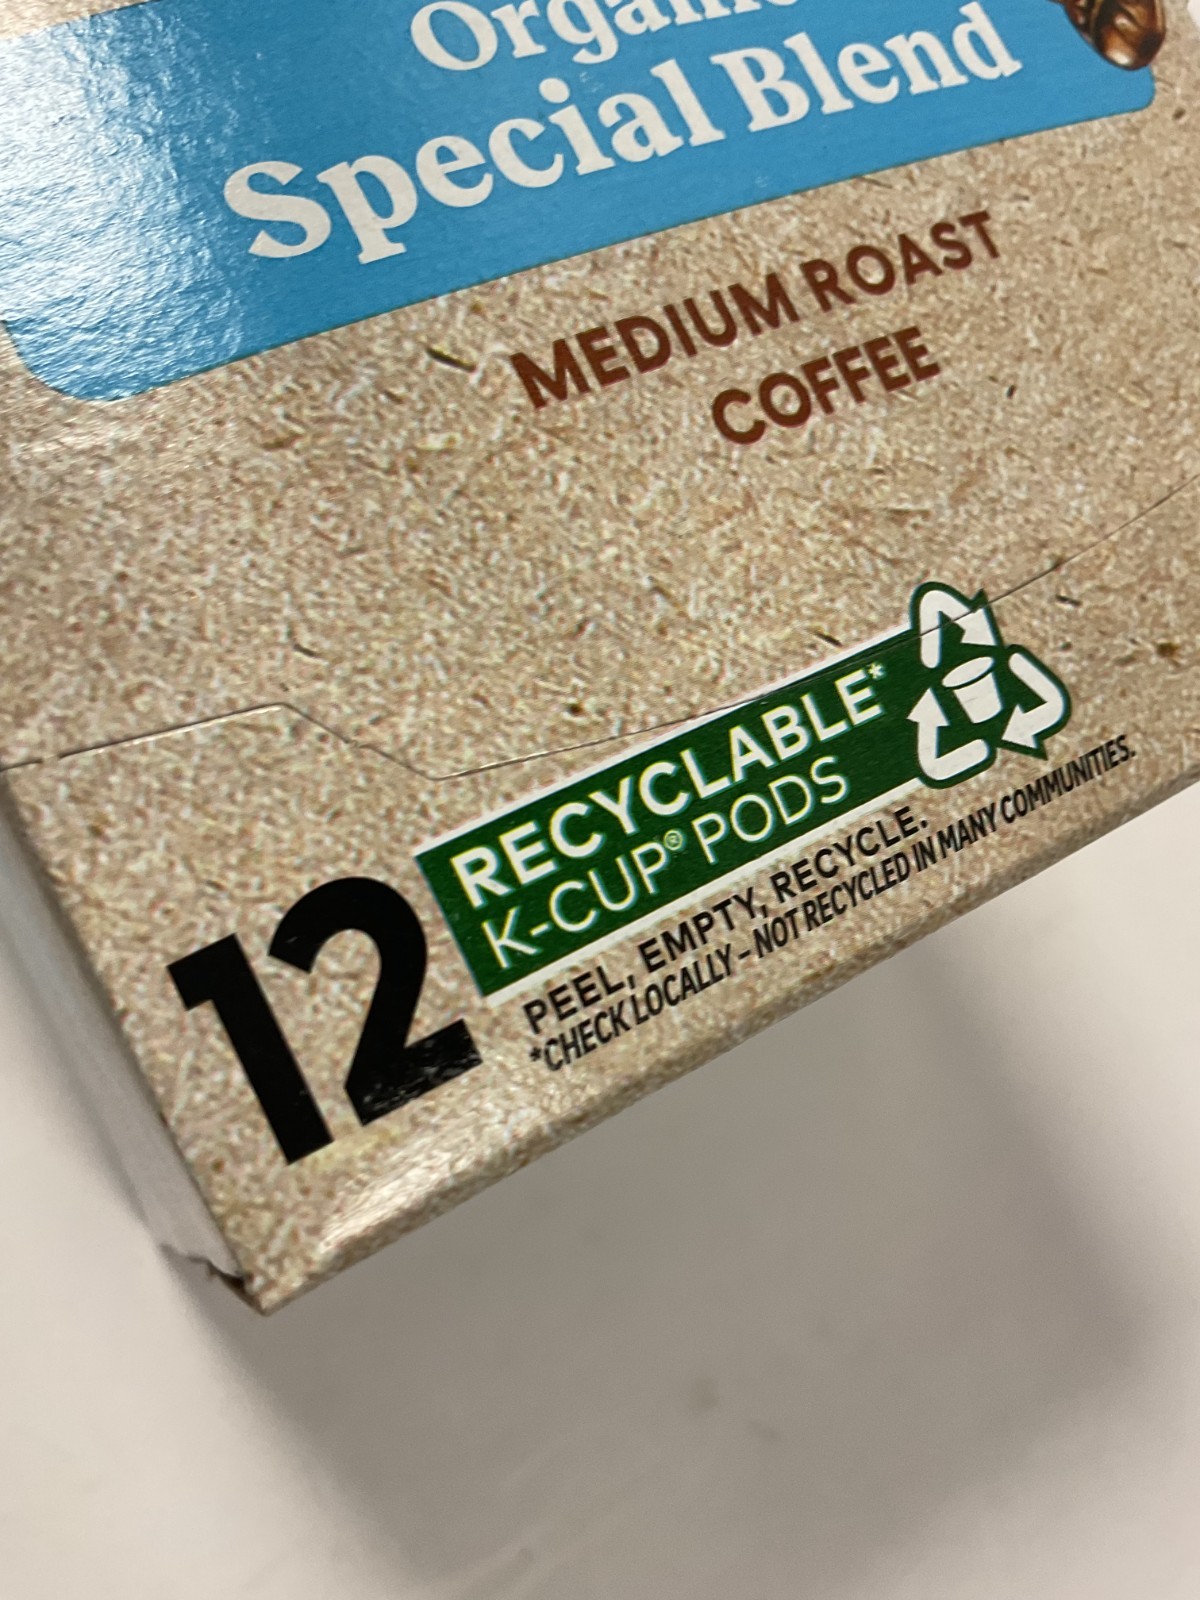 Special Blend
MEDIUM ROAST
COFFEE
12
RECYCLABLE*
K-CUP® PODS
PEEL, EMPTY, RECYCLE.
*CHECK LOCALLY – NOT RECYCLED IN MANY COMMUNITIES.